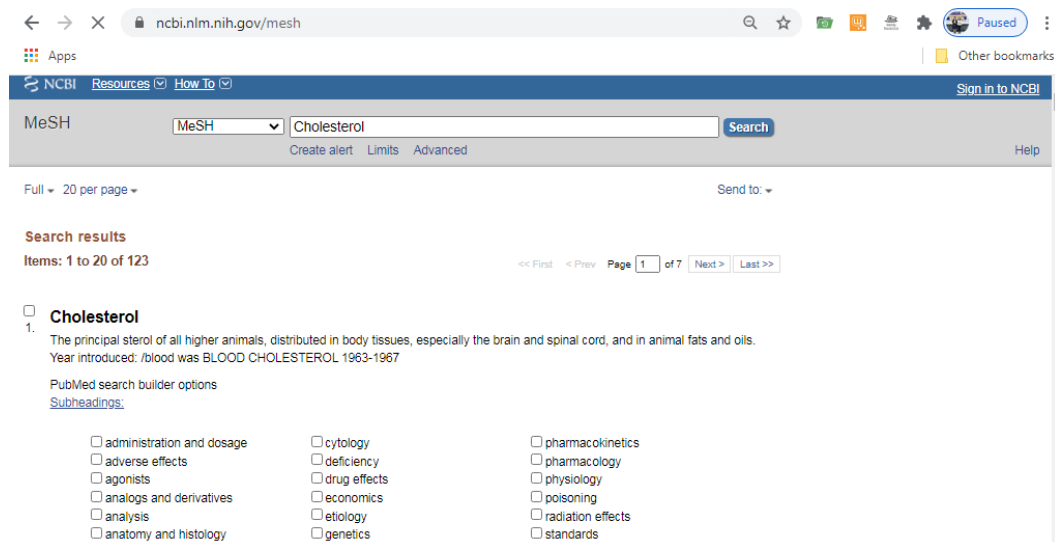 ncbi.nlm.nih.gov/mesh
Paused
Apps
Other bookmarks
NCBI Resources How To
Sign in to NCBI
MeSH MeSH Cholesterol Search
Create alert Limits Advanced
Help
Full 20 per page
Send to:
Search results
Items: 1 to 20 of 123
<< First < Prev Page 1 of 7 Next > Last >>
Cholesterol
1.
The principal sterol of all higher animals, distributed in body tissues, especially the brain and spinal cord, and in animal fats and oils.
Year introduced: /blood was BLOOD CHOLESTEROL 1963-1967
PubMed search builder options
Subheadings:
administration and dosage cytology pharmacokinetics
adverse effects deficiency pharmacology
agonists drug effects physiology
analogs and derivatives economics poisoning
analysis etiology radiation effects
anatomy and histology genetics standards